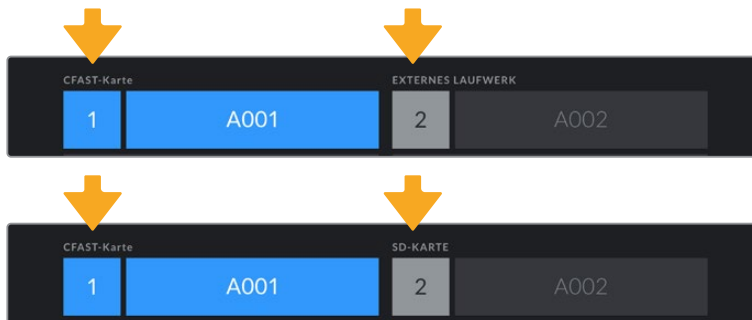 CFAST-Karte EXTERNES LAUFWERK
1 A001 2 A002
CFAST-Karte SD-KARTE
1 A001 2 A002